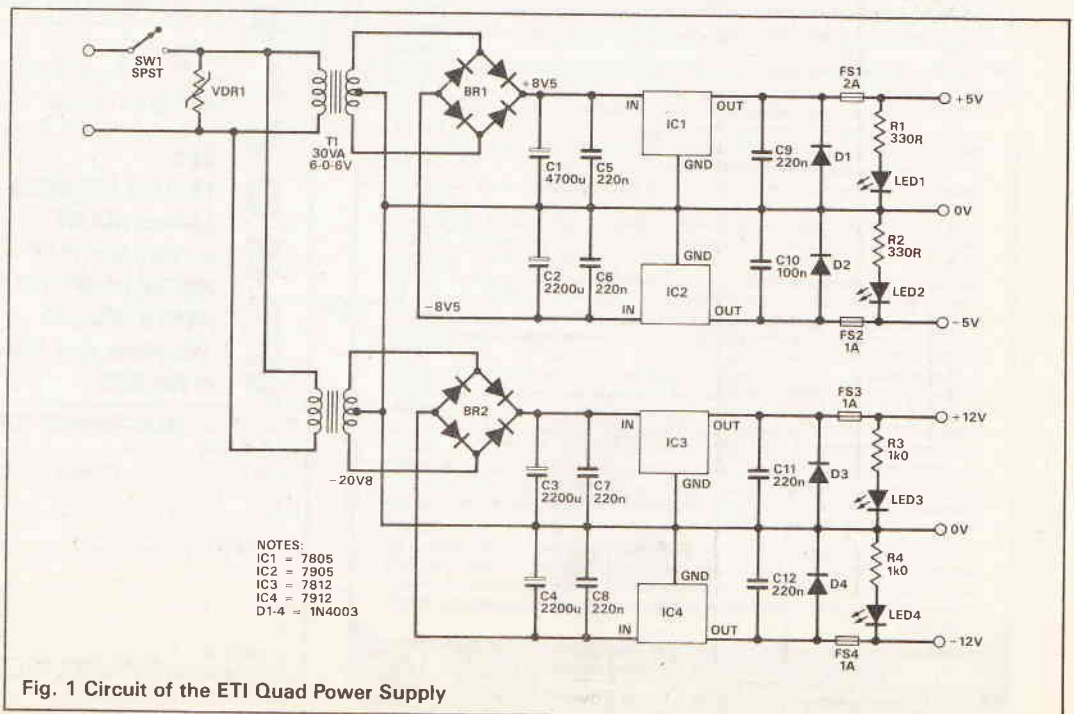 SW1
SPST
VDR1
T1
30VA
6-0-6V
BR1
+8V5
C1
4700u
C5
220n
IN
OUT
IC1
GND
C9
220n
D1
FS1
2A
+5V
R1
330R
LED1
0V
C2
2200u
C6
220n
GND
IC2
IN
OUT
C10
100n
D2
R2
330R
LED2
FS2
1A
-5V
-8V5
BR2
-20V8
C3
2200u
C7
220n
IN
OUT
IC3
GND
C11
220n
D3
FS3
1A
+12V
R3
1k0
LED3
0V
C4
2200u
C8
220n
GND
IC4
IN
OUT
C12
220n
D4
R4
1k0
LED4
FS4
1A
-12V
NOTES:
IC1 = 7805
IC2 = 7905
IC3 = 7812
IC4 = 7912
D1-4 = 1N4003
Fig. 1 Circuit of the ETI Quad Power Supply